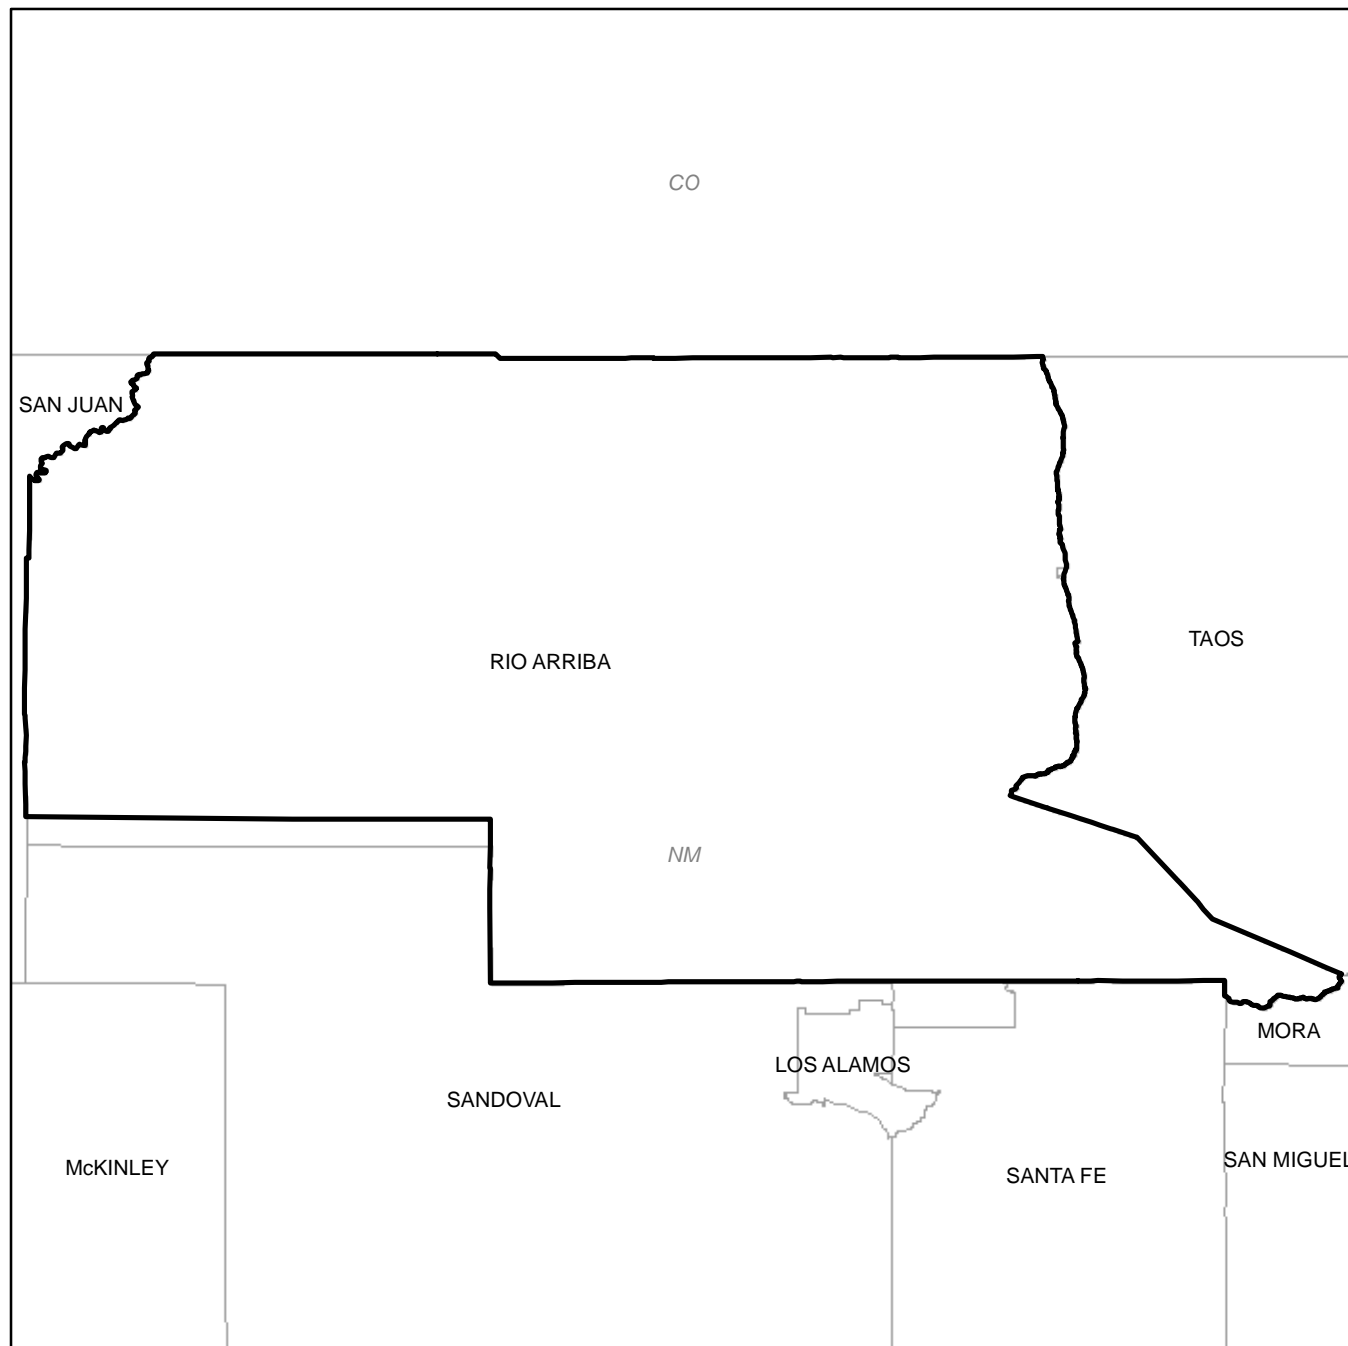 CO
SAN JUAN
TAOS
RIO ARRIBA
NM
MORA
LOS ALAMOS
SANDOVAL
SAN MIGUEL
McKINLEY
SANTA FE